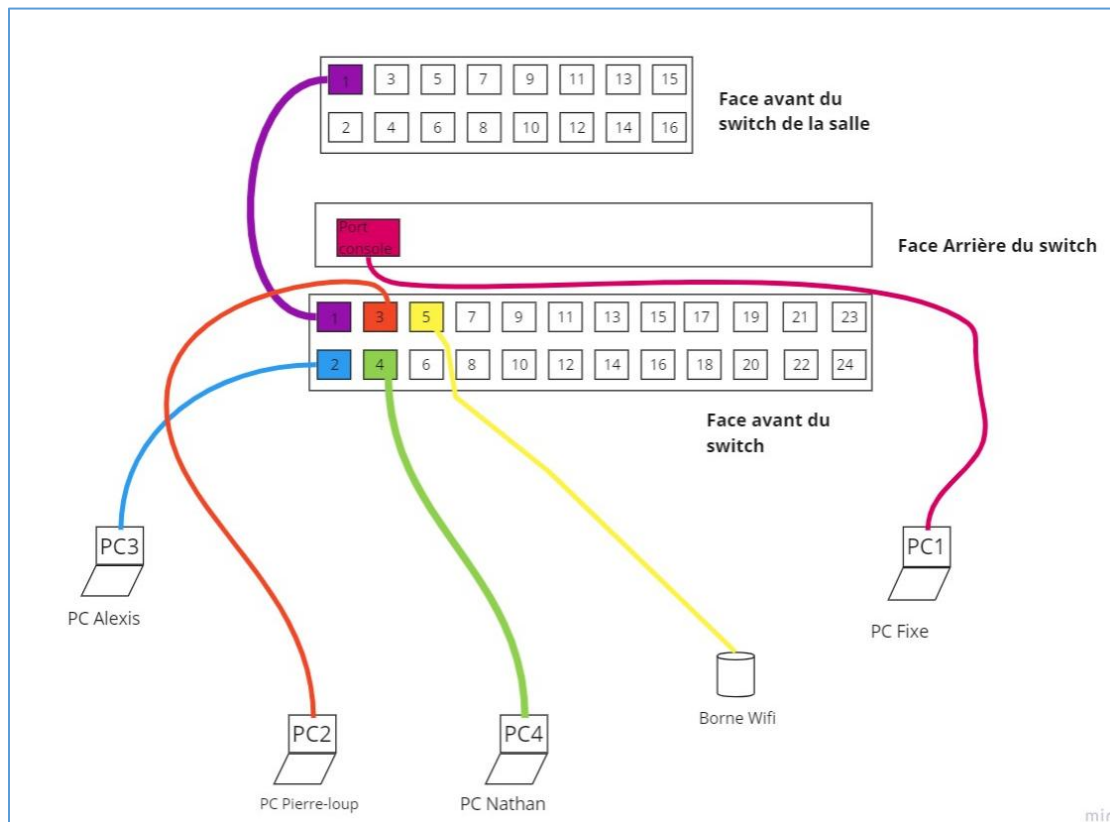 1 3 5 7 9 11 13 15
2 4 6 8 10 12 14 16
Face avant du
switch de la salle
Port
console
Face Arrière du switch
1 3 5 7 9 11 13 15 17 19 21 23
2 4 6 8 10 12 14 16 18 20 22 24
Face avant du
switch
PC3
PC Alexis
PC1
PC Fixe
Borne Wifi
PC2
PC Pierre-loup
PC4
PC Nathan